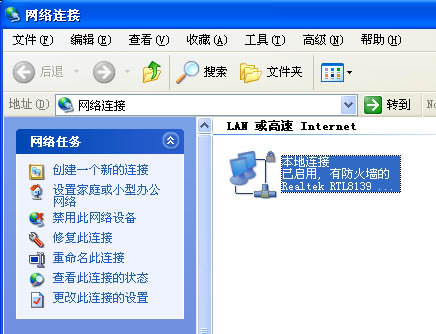 网络连接
文件(F) 编辑(E) 查看(V) 收藏(A) 工具(T) 高级(N) 帮助(H)
后退 搜索 文件夹
地址(D) 网络连接 转到 No
网络任务
创建一个新的连接
设置家庭或小型办公
网络
禁用此网络设备
修复此连接
重命名此连接
查看此连接的状态
更改此连接的设置
LAN 或高速 Internet
本地连接
已启用, 有防火墙的
Realtek RTL8139 ...